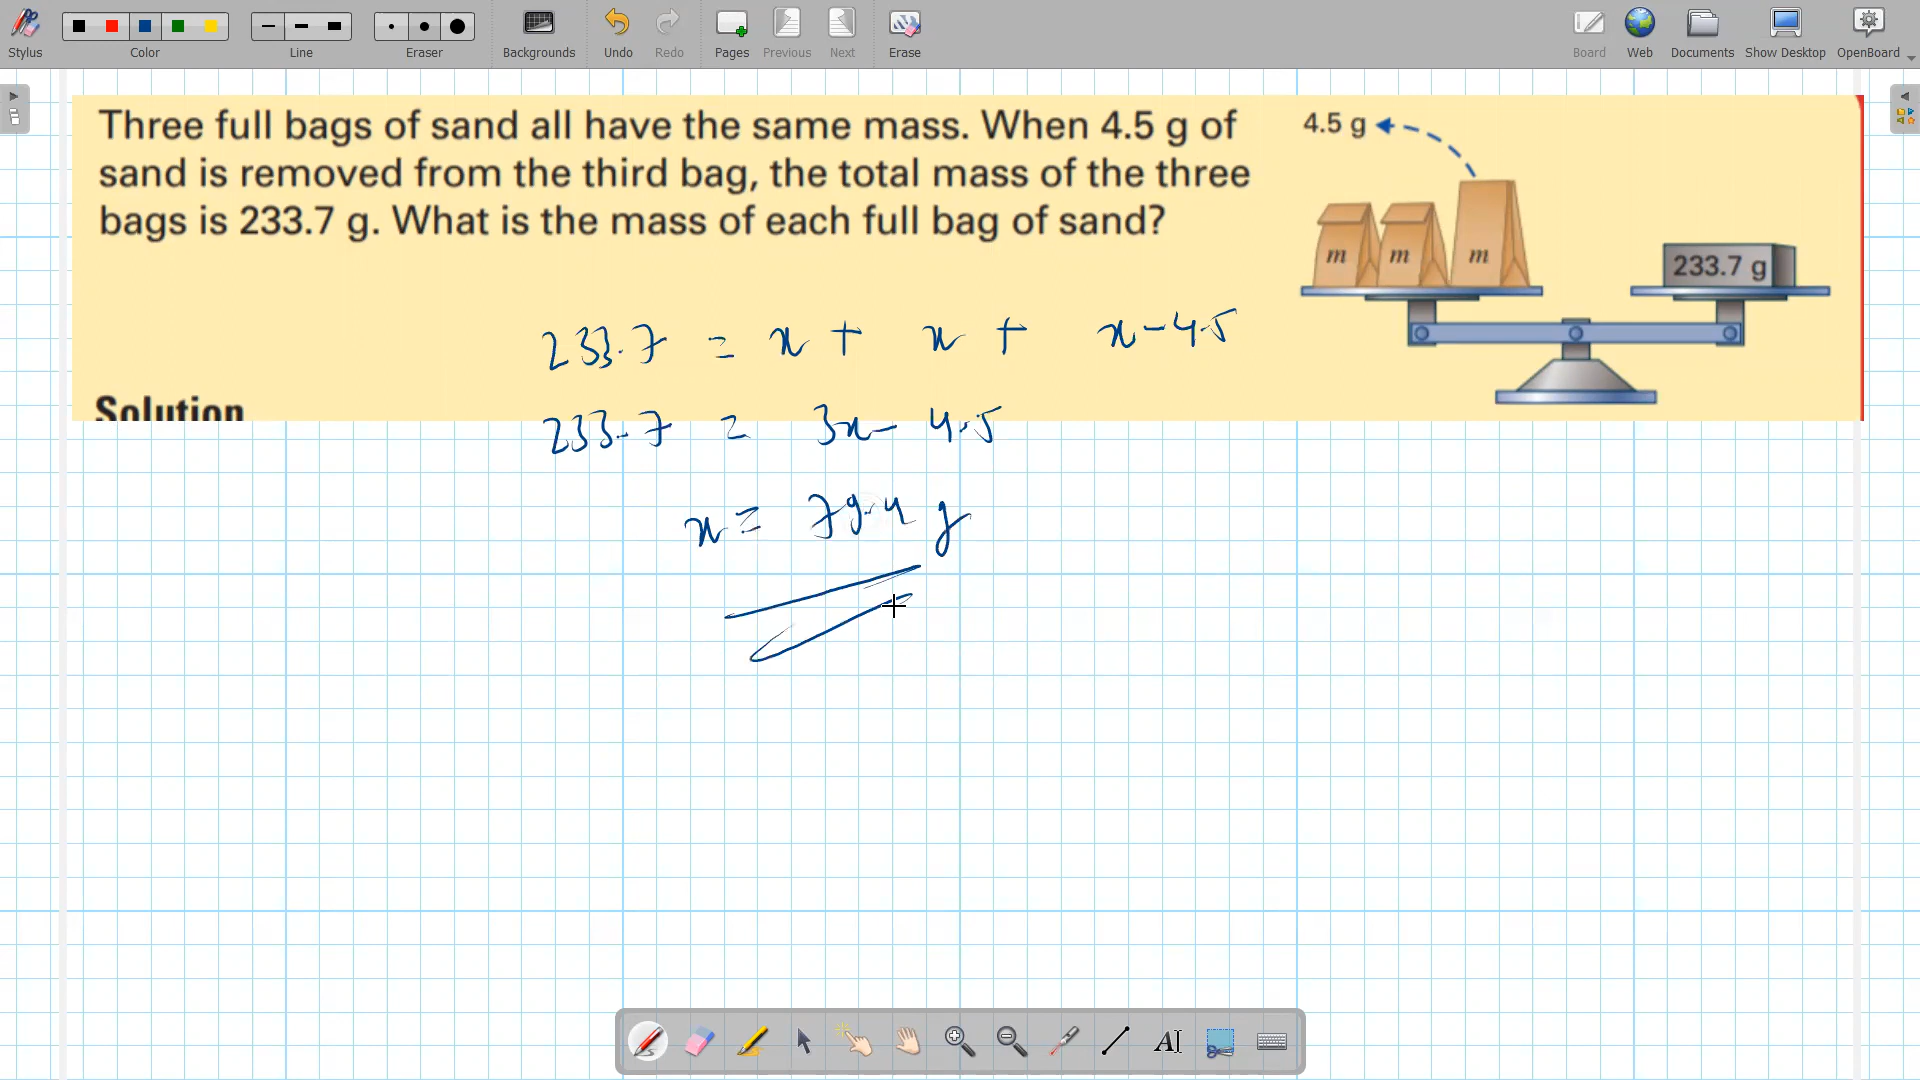 Stylus Color Line Eraser Backgrounds Undo Redo Pages Previous Next Erase Board Web Documents Show Desktop OpenBoard
Three full bags of sand all have the same mass. When 4.5 g of
sand is removed from the third bag, the total mass of the three
bags is 233.7 g. What is the mass of each full bag of sand?
4.5 g
m m m
233.7 g
233.7 = x + x + x - 4.5
Solution
233.7 = 3x - 4.5
x = 79.4 g
AI